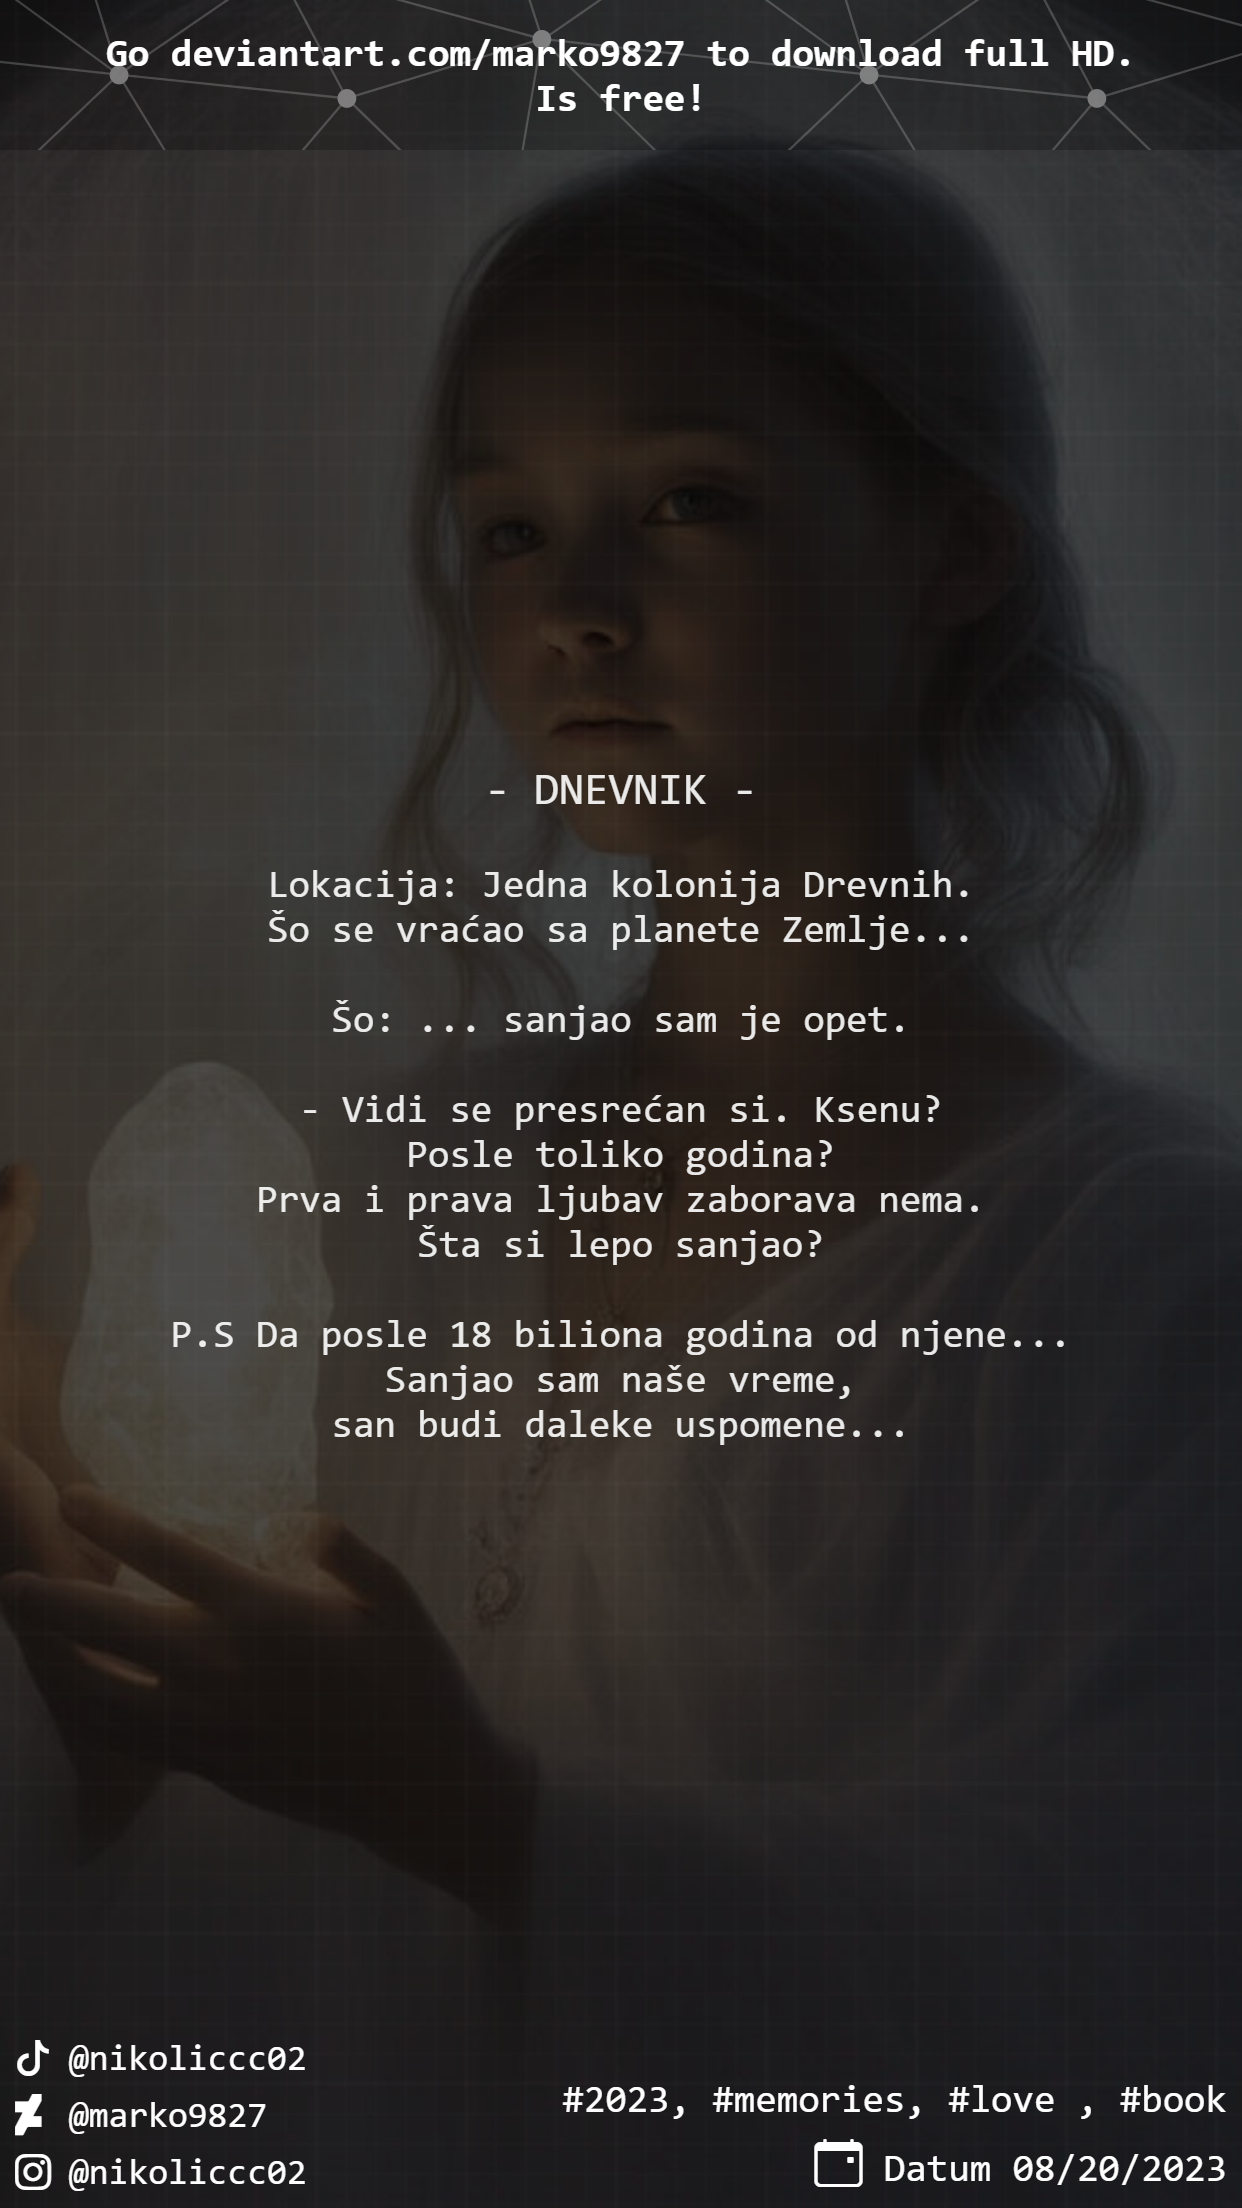 Go deviantart.com/marko9827 to download full HD.
Is free!
- DNEVNIK -
Lokacija: Jedna kolonija Drevnih.
Šo se vraćao sa planete Zemlje...
Šo: ... sanjao sam je opet.
- Vidi se presrećan si. Ksenu?
Posle toliko godina?
Prva i prava ljubav zaborava nema.
Šta si lepo sanjao?
P.S Da posle 18 biliona godina od njene...
Sanjao sam naše vreme,
san budi daleke uspomene...
@nikoliccc02
@marko9827
@nikoliccc02
#2023, #memories, #love , #book
Datum 08/20/2023